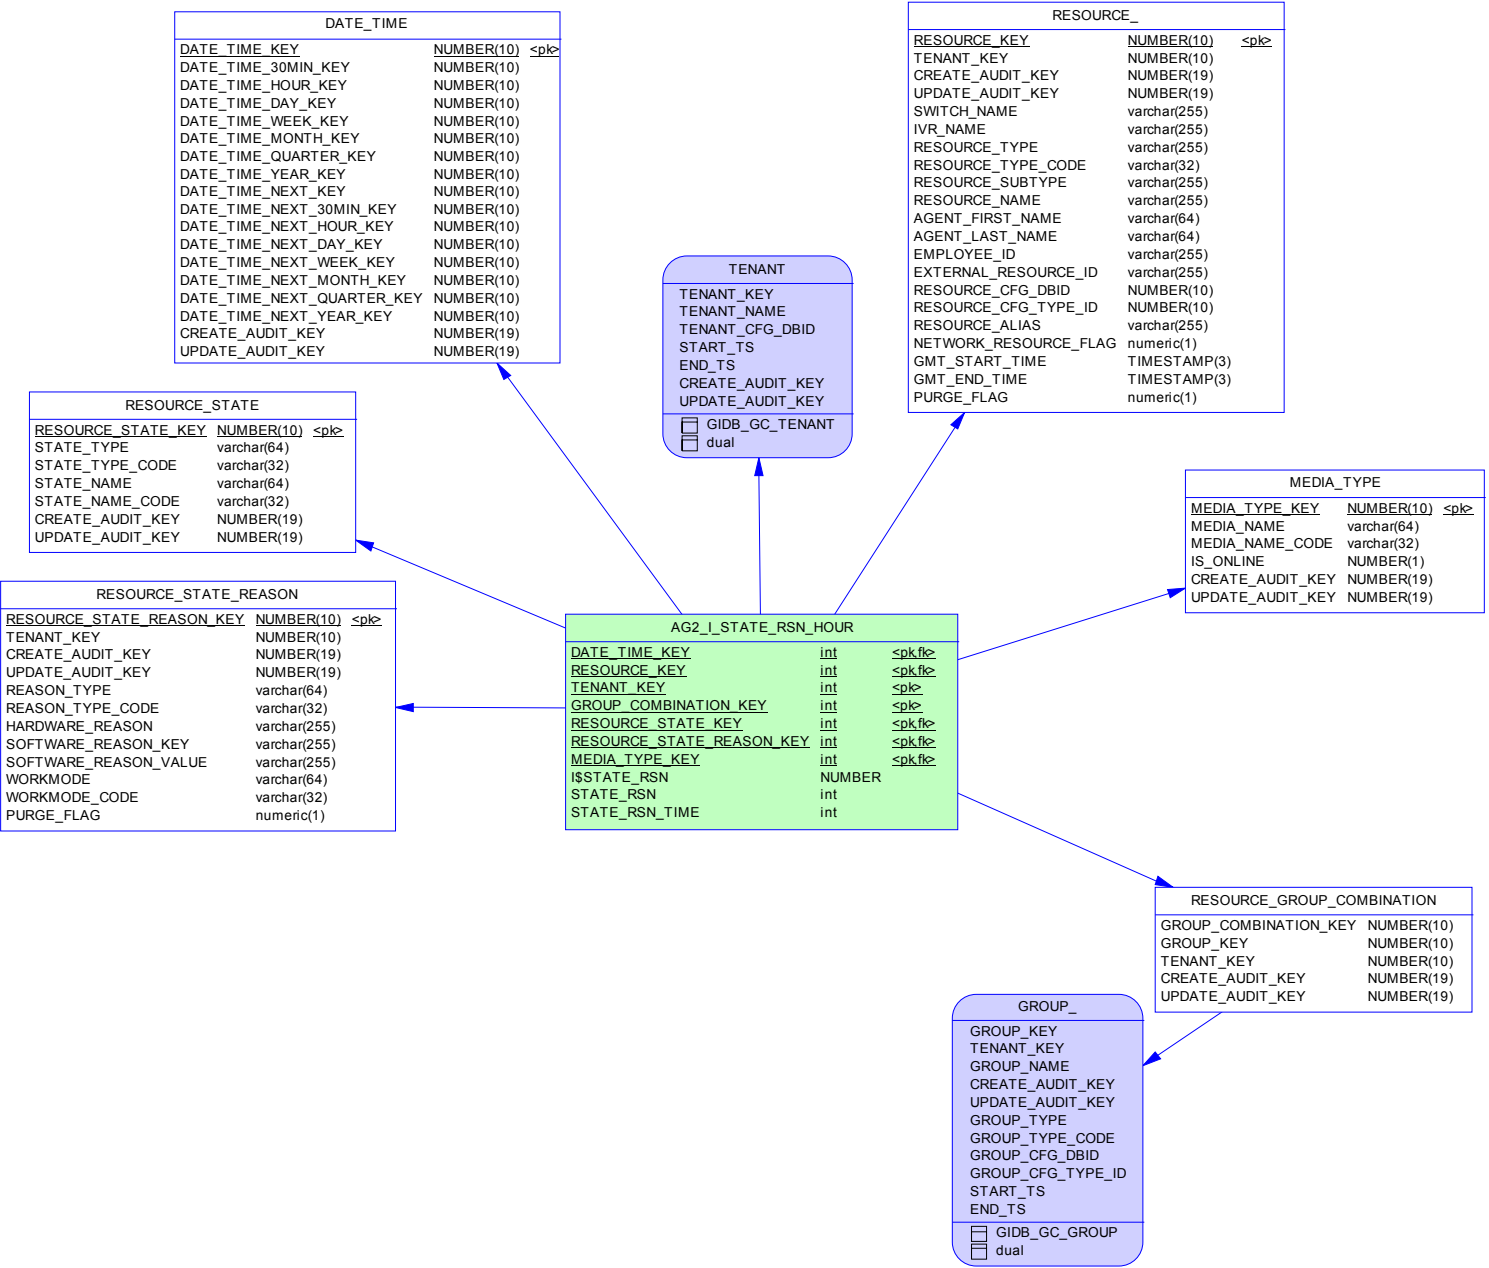 DATE_TIME
DATE_TIME_KEY NUMBER(10) <pk>
DATE_TIME_30MIN_KEY NUMBER(10)
DATE_TIME_HOUR_KEY NUMBER(10)
DATE_TIME_DAY_KEY NUMBER(10)
DATE_TIME_WEEK_KEY NUMBER(10)
DATE_TIME_MONTH_KEY NUMBER(10)
DATE_TIME_QUARTER_KEY NUMBER(10)
DATE_TIME_YEAR_KEY NUMBER(10)
DATE_TIME_NEXT_KEY NUMBER(10)
DATE_TIME_NEXT_30MIN_KEY NUMBER(10)
DATE_TIME_NEXT_HOUR_KEY NUMBER(10)
DATE_TIME_NEXT_DAY_KEY NUMBER(10)
DATE_TIME_NEXT_WEEK_KEY NUMBER(10)
DATE_TIME_NEXT_MONTH_KEY NUMBER(10)
DATE_TIME_NEXT_QUARTER_KEY NUMBER(10)
DATE_TIME_NEXT_YEAR_KEY NUMBER(10)
CREATE_AUDIT_KEY NUMBER(19)
UPDATE_AUDIT_KEY NUMBER(19)
RESOURCE_
RESOURCE_KEY NUMBER(10) <pk>
TENANT_KEY NUMBER(10)
CREATE_AUDIT_KEY NUMBER(19)
UPDATE_AUDIT_KEY NUMBER(19)
SWITCH_NAME varchar(255)
IVR_NAME varchar(255)
RESOURCE_TYPE varchar(255)
RESOURCE_TYPE_CODE varchar(32)
RESOURCE_SUBTYPE varchar(255)
RESOURCE_NAME varchar(255)
AGENT_FIRST_NAME varchar(64)
AGENT_LAST_NAME varchar(64)
EMPLOYEE_ID varchar(255)
EXTERNAL_RESOURCE_ID varchar(255)
RESOURCE_CFG_DBID NUMBER(10)
RESOURCE_CFG_TYPE_ID NUMBER(10)
RESOURCE_ALIAS varchar(255)
NETWORK_RESOURCE_FLAG numeric(1)
GMT_START_TIME TIMESTAMP(3)
GMT_END_TIME TIMESTAMP(3)
PURGE_FLAG numeric(1)
TENANT
TENANT_KEY
TENANT_NAME
TENANT_CFG_DBID
START_TS
END_TS
CREATE_AUDIT_KEY
UPDATE_AUDIT_KEY
GIDB_GC_TENANT
dual
RESOURCE_STATE
RESOURCE_STATE_KEY NUMBER(10) <pk>
STATE_TYPE varchar(64)
STATE_TYPE_CODE varchar(32)
STATE_NAME varchar(64)
STATE_NAME_CODE varchar(32)
CREATE_AUDIT_KEY NUMBER(19)
UPDATE_AUDIT_KEY NUMBER(19)
MEDIA_TYPE
MEDIA_TYPE_KEY NUMBER(10) <pk>
MEDIA_NAME varchar(64)
MEDIA_NAME_CODE varchar(32)
IS_ONLINE NUMBER(1)
CREATE_AUDIT_KEY NUMBER(19)
UPDATE_AUDIT_KEY NUMBER(19)
RESOURCE_STATE_REASON
RESOURCE_STATE_REASON_KEY NUMBER(10) <pk>
TENANT_KEY NUMBER(10)
CREATE_AUDIT_KEY NUMBER(19)
UPDATE_AUDIT_KEY NUMBER(19)
REASON_TYPE varchar(64)
REASON_TYPE_CODE varchar(32)
HARDWARE_REASON varchar(255)
SOFTWARE_REASON_KEY varchar(255)
SOFTWARE_REASON_VALUE varchar(255)
WORKMODE varchar(64)
WORKMODE_CODE varchar(32)
PURGE_FLAG numeric(1)
AG2_I_STATE_RSN_HOUR
DATE_TIME_KEY int <pk,fk>
RESOURCE_KEY int <pk,fk>
TENANT_KEY int <pk>
GROUP_COMBINATION_KEY int <pk>
RESOURCE_STATE_KEY int <pk,fk>
RESOURCE_STATE_REASON_KEY int <pk,fk>
MEDIA_TYPE_KEY int <pk,fk>
I$STATE_RSN NUMBER
STATE_RSN int
STATE_RSN_TIME int
RESOURCE_GROUP_COMBINATION
GROUP_COMBINATION_KEY NUMBER(10)
GROUP_KEY NUMBER(10)
TENANT_KEY NUMBER(10)
CREATE_AUDIT_KEY NUMBER(19)
UPDATE_AUDIT_KEY NUMBER(19)
GROUP_
GROUP_KEY
TENANT_KEY
GROUP_NAME
CREATE_AUDIT_KEY
UPDATE_AUDIT_KEY
GROUP_TYPE
GROUP_TYPE_CODE
GROUP_CFG_DBID
GROUP_CFG_TYPE_ID
START_TS
END_TS
GIDB_GC_GROUP
dual